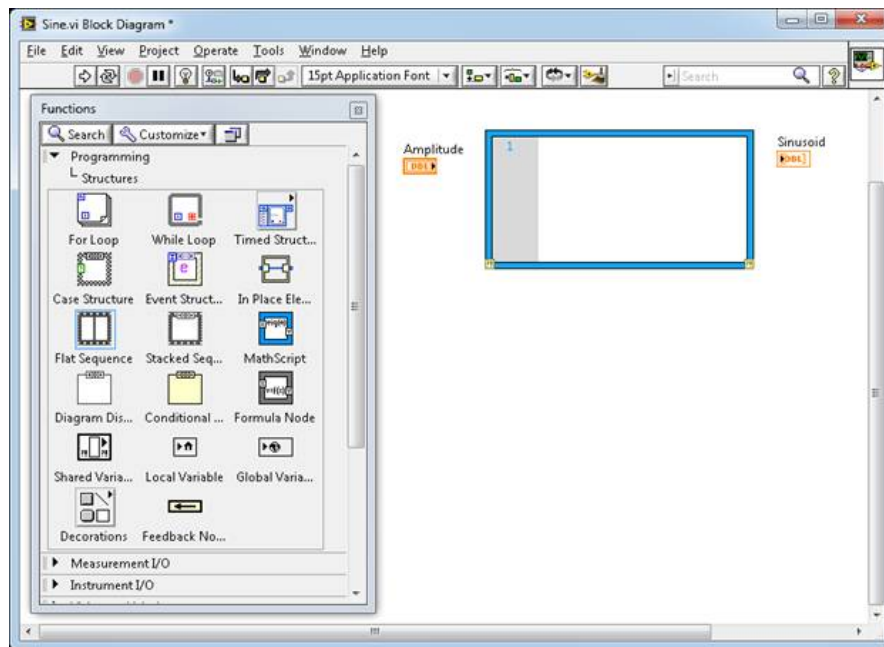 Sine.vi Block Diagram *
File Edit View Project Operate Tools Window Help
15pt Application Font
Search
Functions
Search Customize
Programming
Structures
For Loop While Loop Timed Struct...
Case Structure Event Struct... In Place Ele...
Flat Sequence Stacked Seq... MathScript
Diagram Dis... Conditional ... Formula Node
Shared Varia... Local Variable Global Varia...
Decorations Feedback No...
Measurement I/O
Instrument I/O
Amplitude
DBL
1
Sinusoid
[DBL]